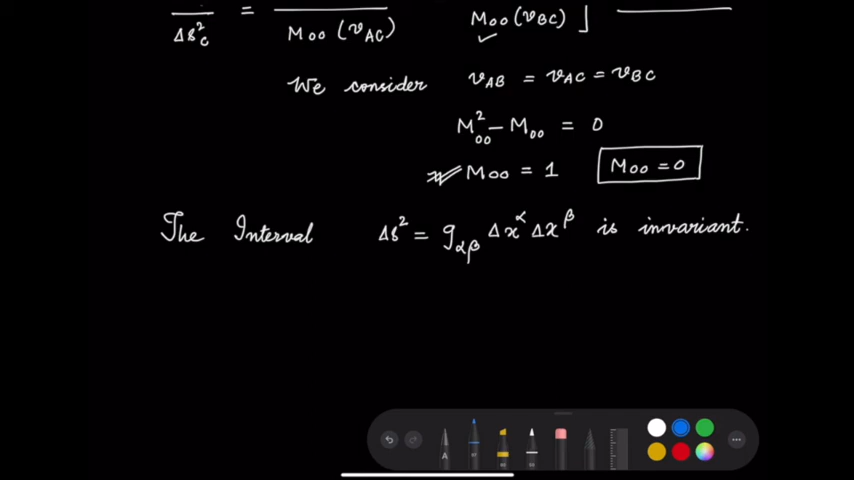 Δs²_C = M₀₀ (v_AC) M₀₀ (v_BC) ]
We consider v_AB = v_AC = v_BC
M²₀₀ – M₀₀ = 0
M₀₀ = 1 M₀₀ = 0
The Interval Δs² = g_αβ Δx^α Δx^β is invariant.
A